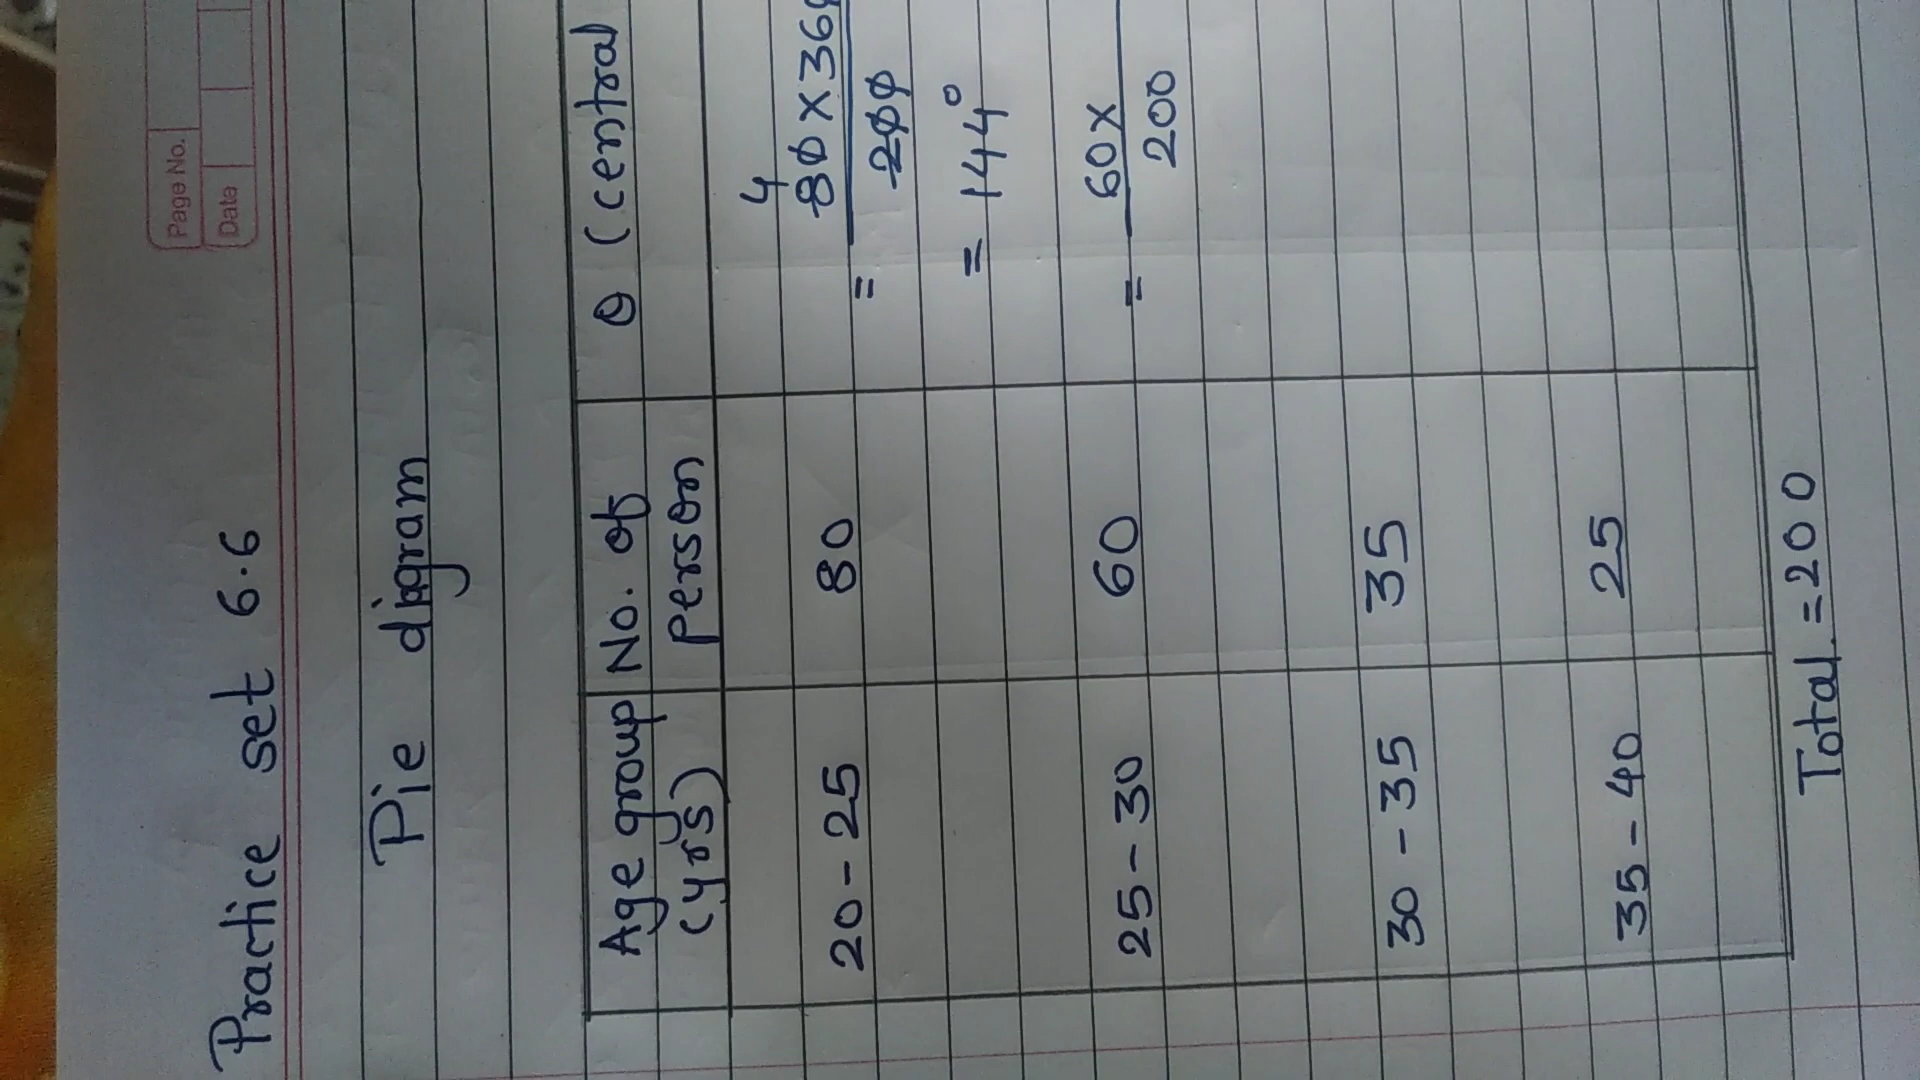 Page No.
Date
Practice set 6.6
Pie diagram
Age group (yrs)
No. of person
θ (central
20-25
80
4
= 80 x 360
200
= 144°
25-30
60
= 60 x
200
30-35
35
35-40
25
Total = 200